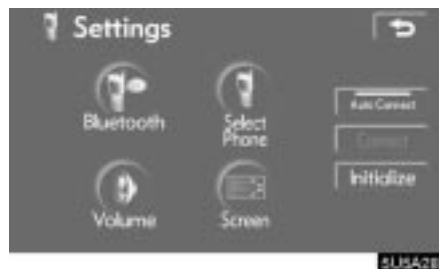 Settings
Bluetooth
Select
Phone
Auto Connect
Connect
Initialize
Volume
Screen
5U5A28